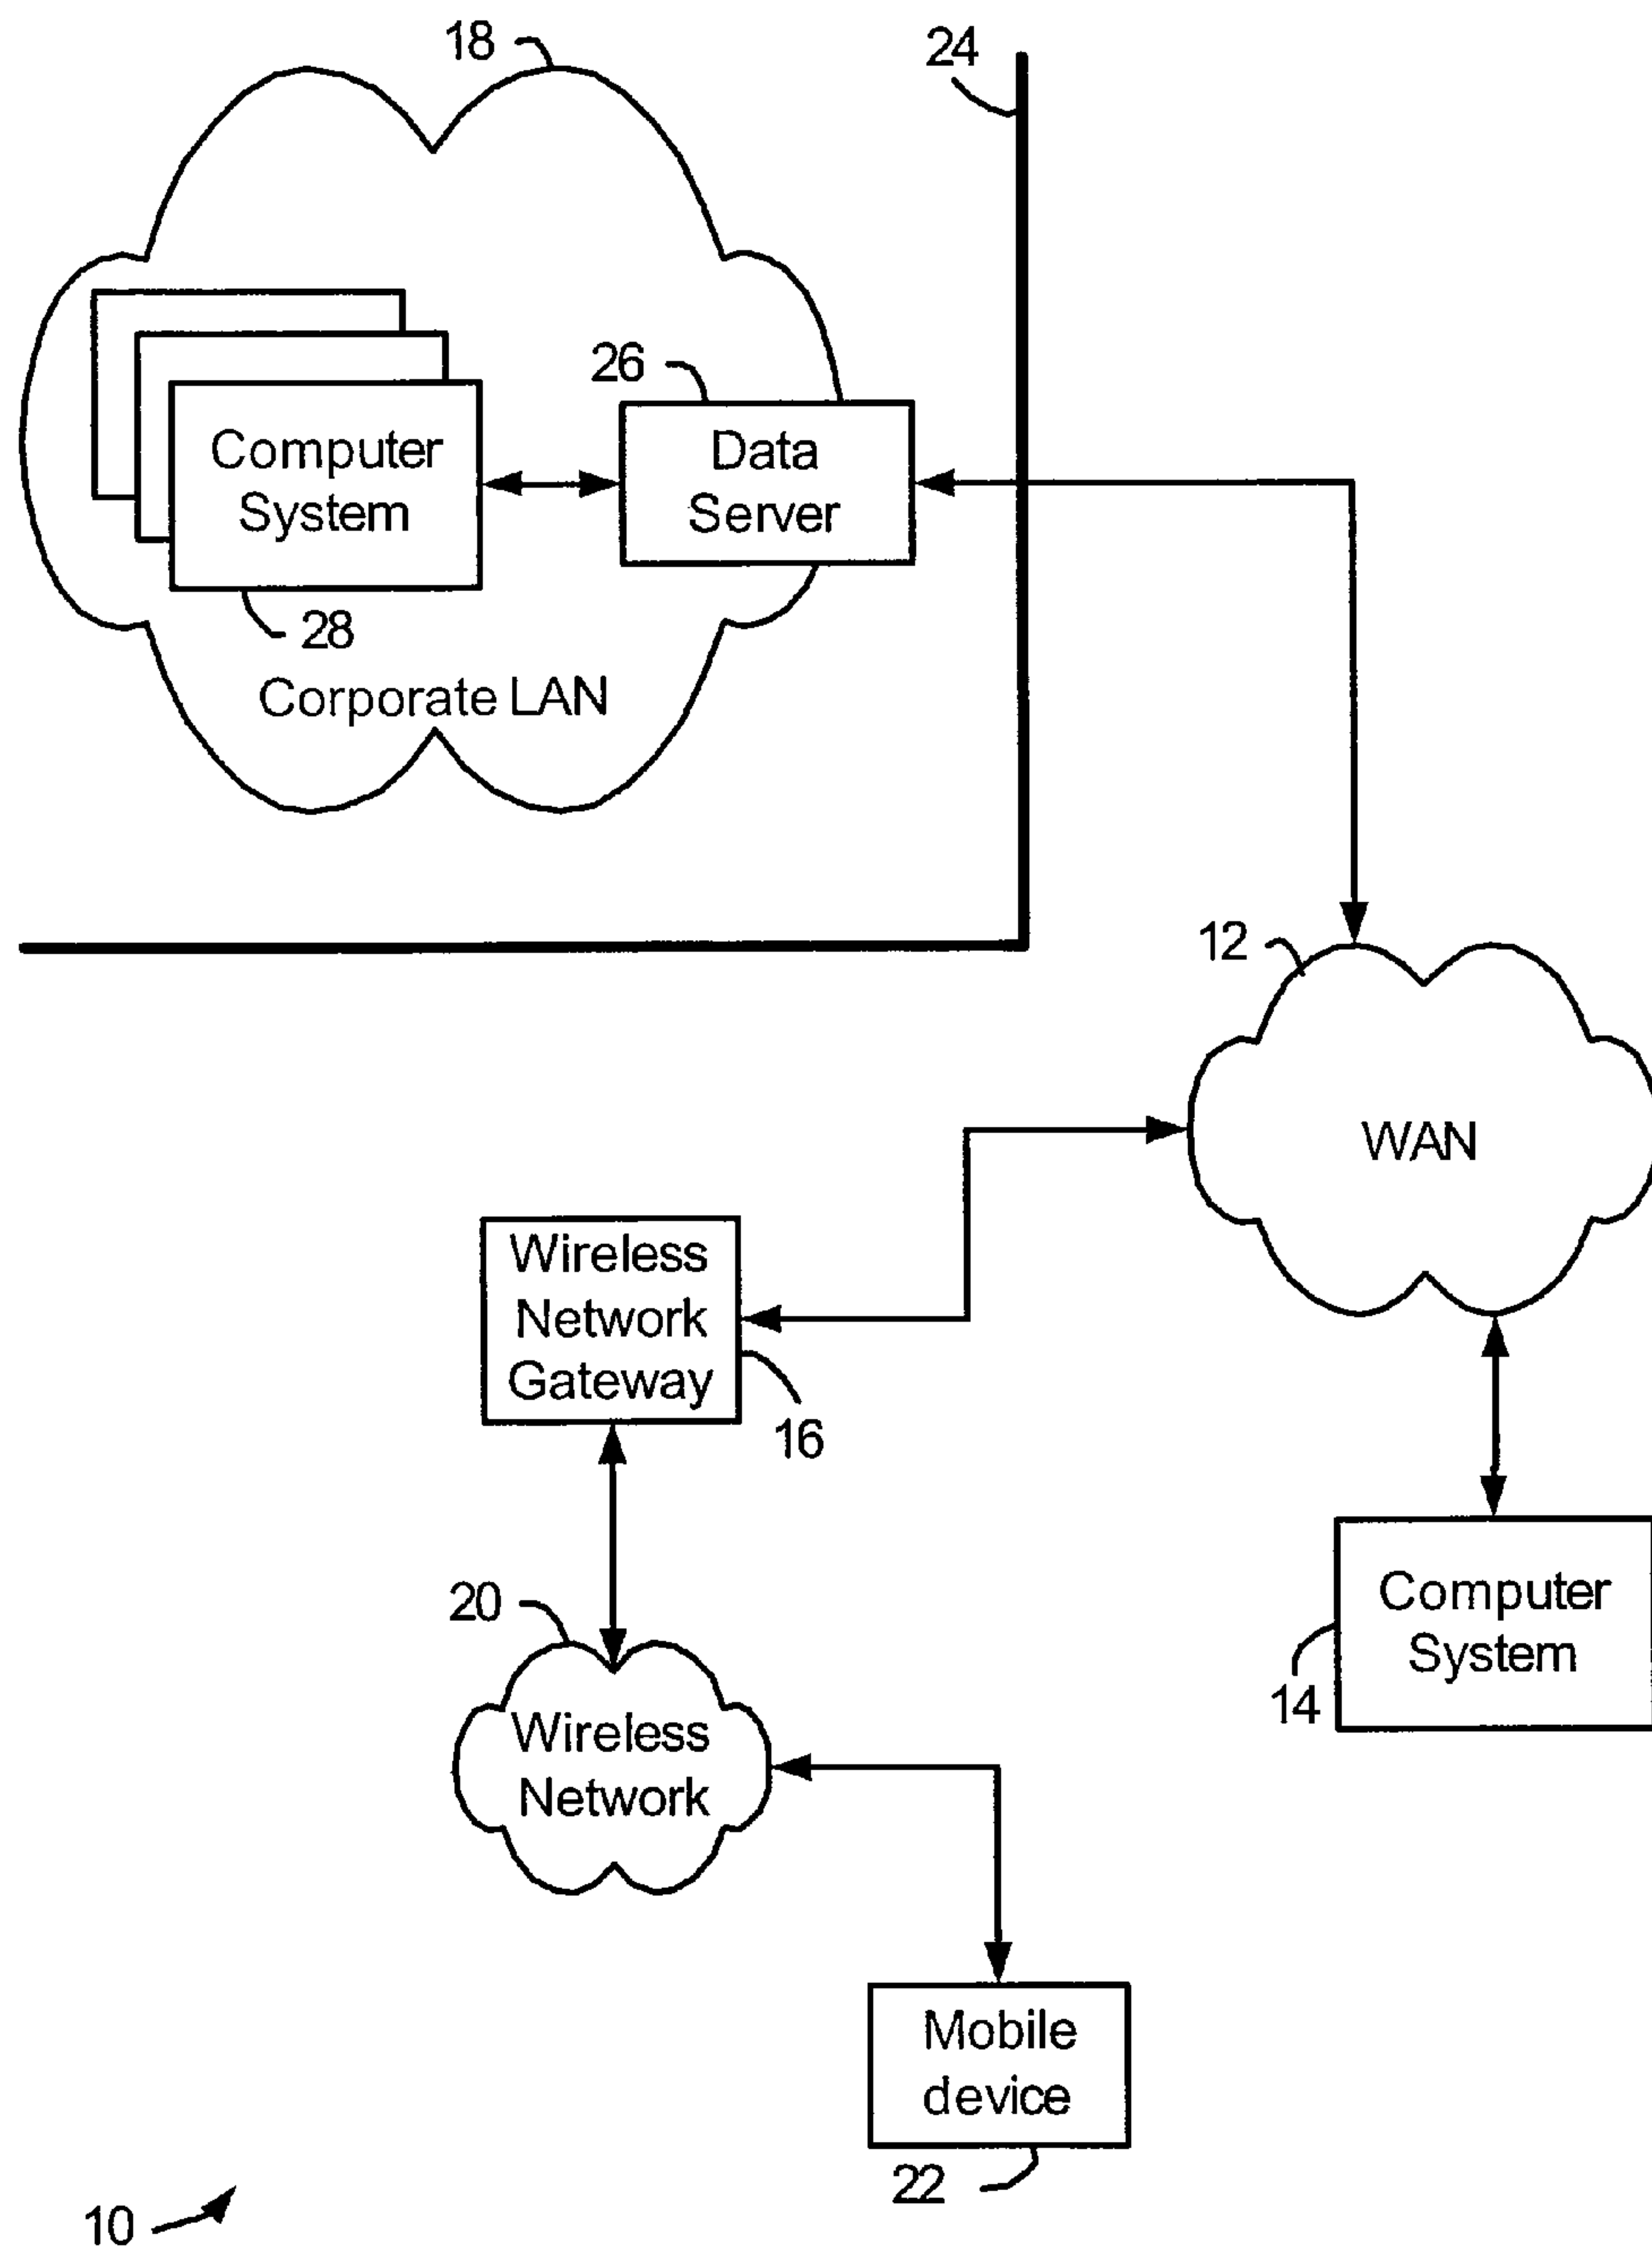 18
24
26
Computer
System
Data
Server
28
Corporate LAN
12
WAN
Wireless
Network
Gateway
16
20
Computer
System
14
Wireless
Network
Mobile
device
22
10